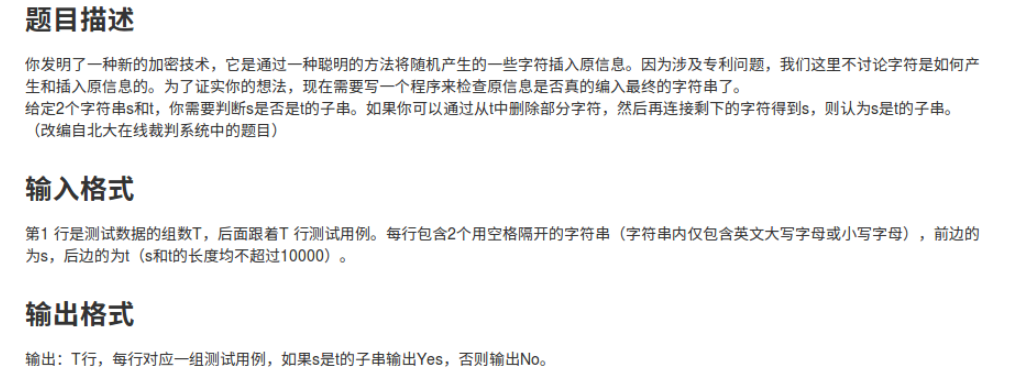 题目描述
你发明了一种新的加密技术，它是通过一种聪明的方法将随机产生的一些字符插入原信息。因为涉及专利问题，我们这里不讨论字符是如何产
生和插入原信息的。为了证实你的想法，现在需要写一个程序来检查原信息是否真的编入最终的字符串了。
给定2个字符串s和t，你需要判断s是否是t的子串。如果你可以通过从t中删除部分字符，然后再连接剩下的字符得到s，则认为s是t的子串。
（改编自北大在线裁判系统中的题目）
输入格式
第1 行是测试数据的组数T，后面跟着T 行测试用例。每行包含2个用空格隔开的字符串（字符串内仅包含英文大写字母或小写字母），前边的
为s，后边的为t（s和t的长度均不超过10000）。
输出格式
输出：T行，每行对应一组测试用例，如果s是t的子串输出Yes，否则输出No。